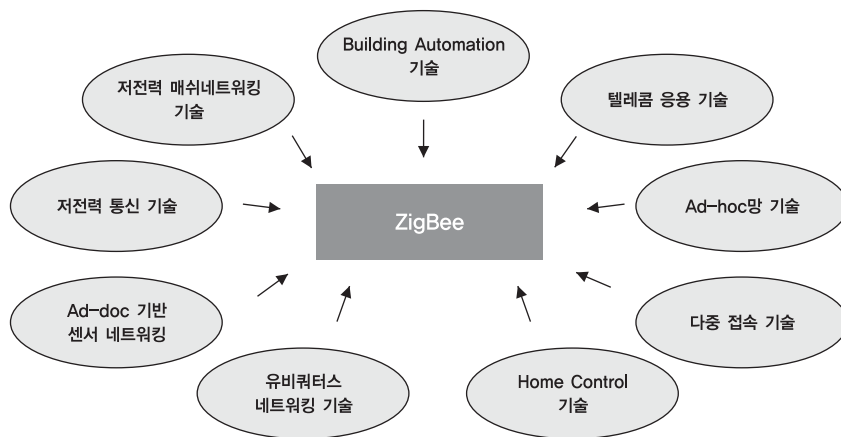 Building Automation
기술
저전력 매쉬네트워킹
기술
텔레콤 응용 기술
저전력 통신 기술
ZigBee
Ad-hoc망 기술
Ad-doc 기반
센서 네트워킹
다중 접속 기술
유비쿼터스
네트워킹 기술
Home Control
기술